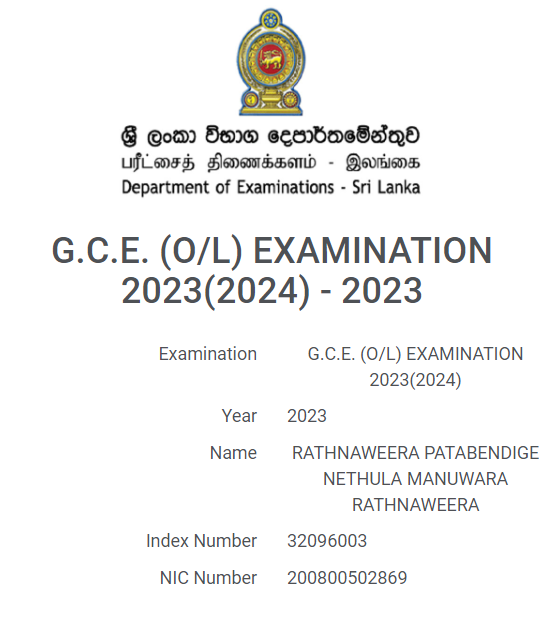 ශ්‍රී ලංකා විභාග දෙපාර්තමේන්තුව
பரீட்சைத் திணைக்களம் - இலங்கை
Department of Examinations - Sri Lanka
G.C.E. (O/L) EXAMINATION
2023(2024) - 2023
Examination G.C.E. (O/L) EXAMINATION
2023(2024)
Year 2023
Name RATHNAWEERA PATABENDIGE
NETHULA MANUWARA
RATHNAWEERA
Index Number 32096003
NIC Number 200800502869